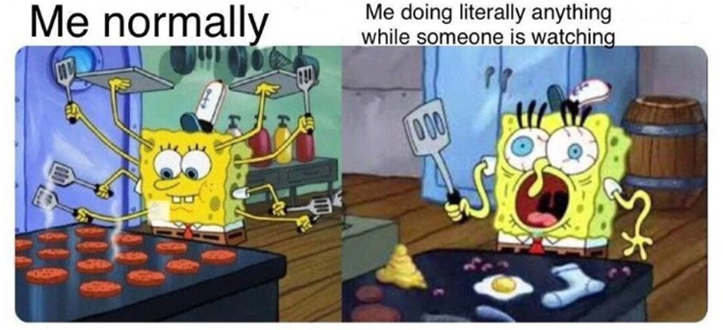 Me normally
Me doing literally anything
while someone is watching